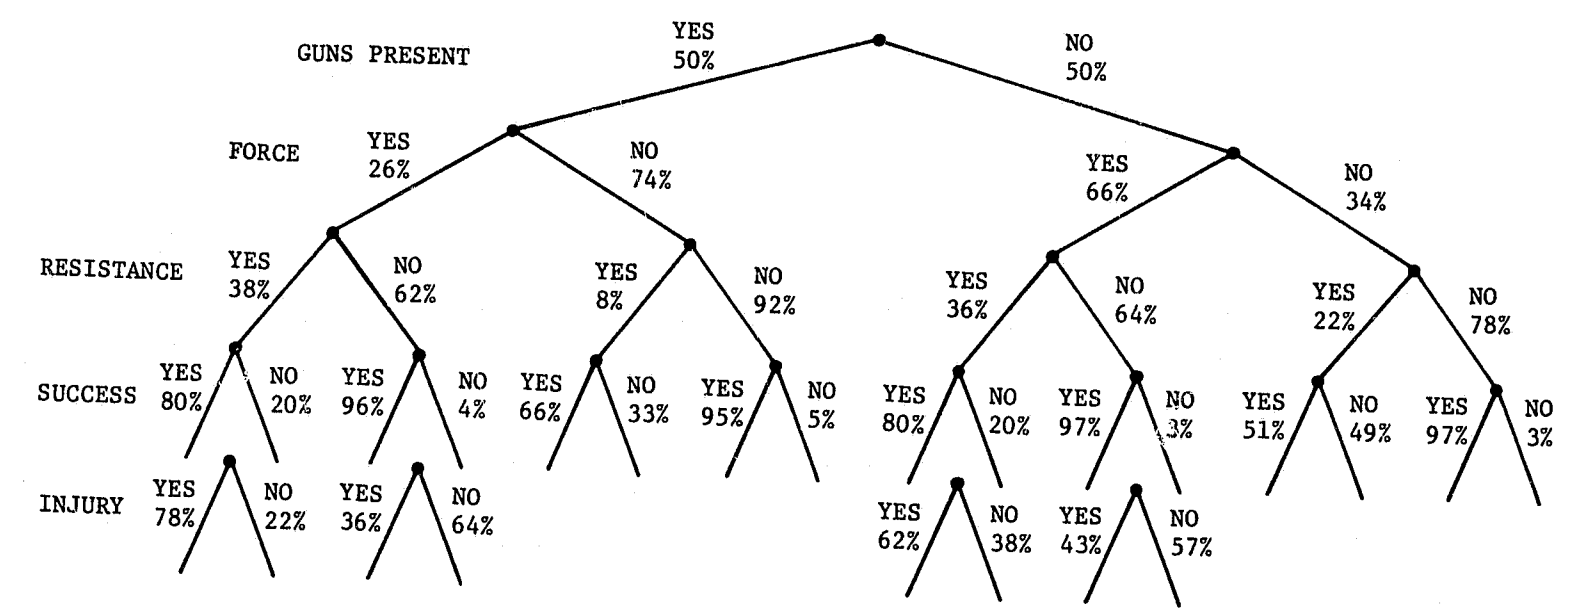 YES
50%
NO
50%
GUNS PRESENT
FORCE
YES
26%
NO
74%
YES
66%
NO
34%
RESISTANCE
YES
38%
NO
62%
YES
8%
NO
92%
YES
36%
NO
64%
YES
22%
NO
78%
SUCCESS
YES
80%
NO
20%
YES
96%
NO
4%
YES
66%
NO
33%
YES
95%
NO
5%
YES
80%
NO
20%
YES
97%
NO
3%
YES
51%
NO
49%
YES
97%
NO
3%
INJURY
YES
78%
NO
22%
YES
36%
NO
64%
YES
62%
NO
38%
YES
43%
NO
57%